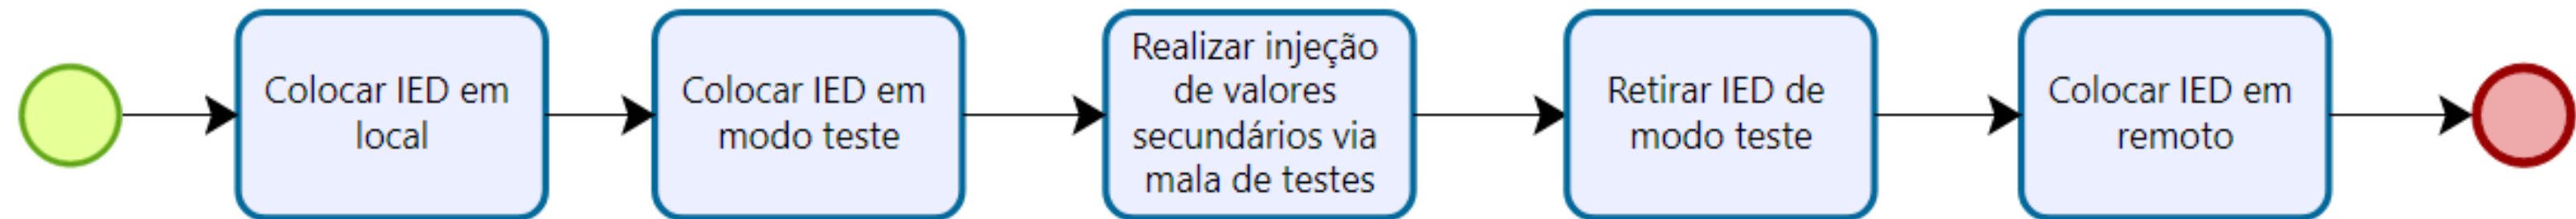 Colocar IED em
local
Colocar IED em
modo teste
Realizar injeção
de valores
secundários via
mala de testes
Retirar IED de
modo teste
Colocar IED em
remoto